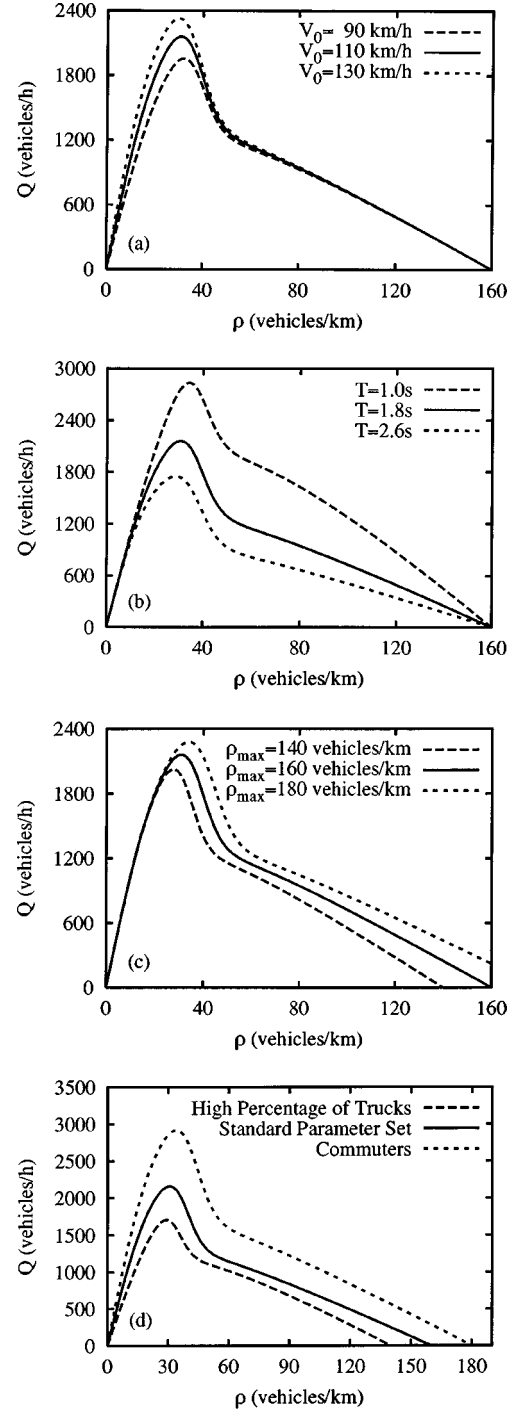 2400
1800
1200
600
0
Q (vehicles/h)
V₀= 90 km/h
V₀=110 km/h
V₀=130 km/h
(a)
0 40 80 120 160
ρ (vehicles/km)
3000
2400
1800
1200
600
0
Q (vehicles/h)
T=1.0s
T=1.8s
T=2.6s
(b)
0 40 80 120 160
ρ (vehicles/km)
2400
1800
1200
600
0
Q (vehicles/h)
ρmax=140 vehicles/km
ρmax=160 vehicles/km
ρmax=180 vehicles/km
(c)
0 40 80 120 160
ρ (vehicles/km)
3500
3000
2500
2000
1500
1000
500
0
Q (vehicles/h)
High Percentage of Trucks
Standard Parameter Set
Commuters
(d)
0 30 60 90 120 150 180
ρ (vehicles/km)